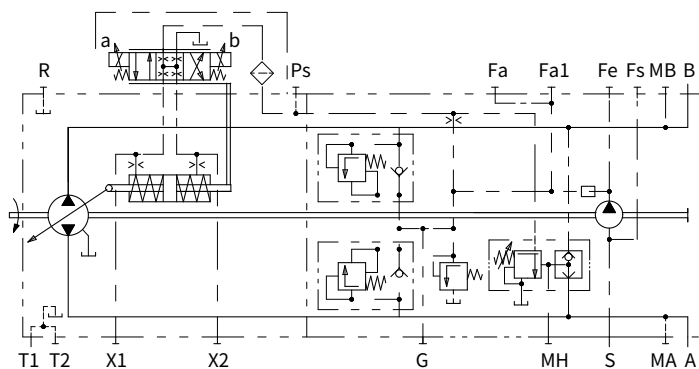 a b
R Ps Fa Fa1 Fe Fs MB B
T1 T2 X1 X2 G MH S MA A